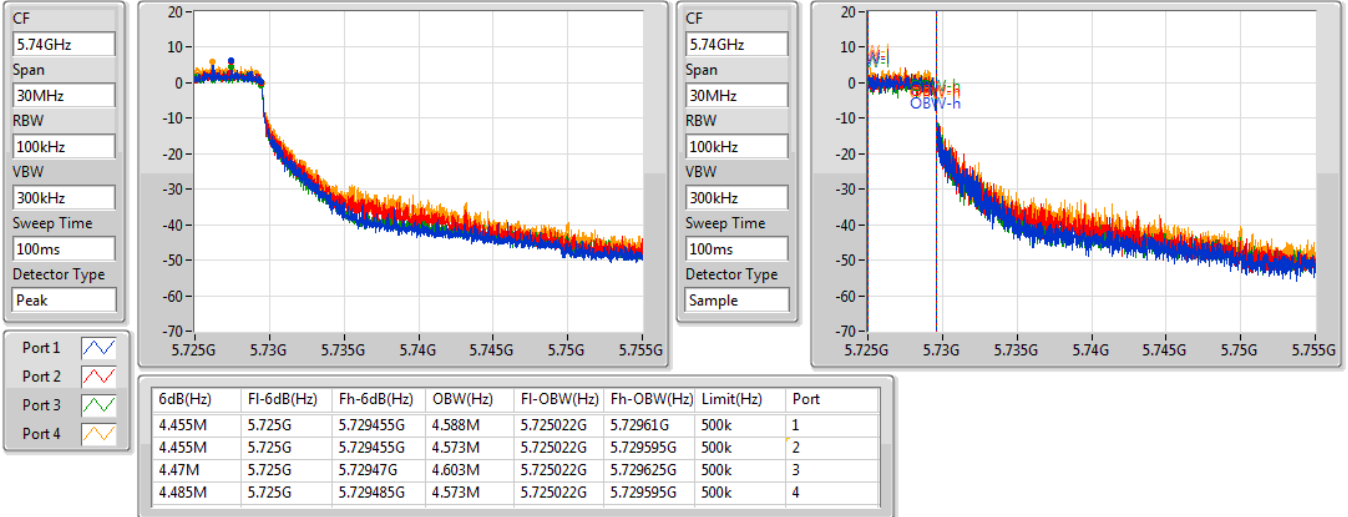 CF
5.74GHz
Span
30MHz
RBW
100kHz
VBW
300kHz
Sweep Time
100ms
Detector Type
Peak
20
10
0
-10
-20
-30
-40
-50
-60
-70
5.725G 5.73G 5.735G 5.74G 5.745G 5.75G 5.755G
CF
5.74GHz
Span
30MHz
RBW
100kHz
VBW
300kHz
Sweep Time
100ms
Detector Type
Sample
20
10
0
-10
-20
-30
-40
-50
-60
-70
W-l
OBW-h
5.725G 5.73G 5.735G 5.74G 5.745G 5.75G 5.755G
Port 1
Port 2
Port 3
Port 4
6dB(Hz) Fl-6dB(Hz) Fh-6dB(Hz) OBW(Hz) Fl-OBW(Hz) Fh-OBW(Hz) Limit(Hz) Port
4.455M 5.725G 5.729455G 4.588M 5.725022G 5.72961G 500k 1
4.455M 5.725G 5.729455G 4.573M 5.725022G 5.729595G 500k 2
4.47M 5.725G 5.72947G 4.603M 5.725022G 5.729625G 500k 3
4.485M 5.725G 5.729485G 4.573M 5.725022G 5.729595G 500k 4